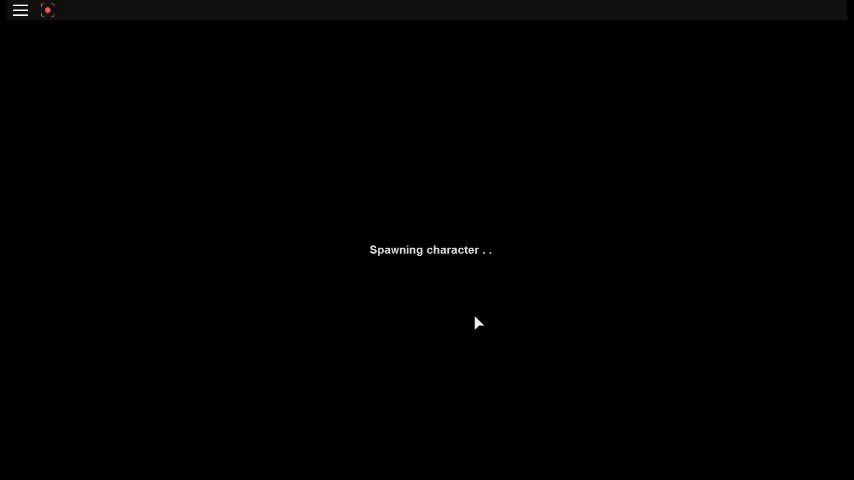 Spawning character . .